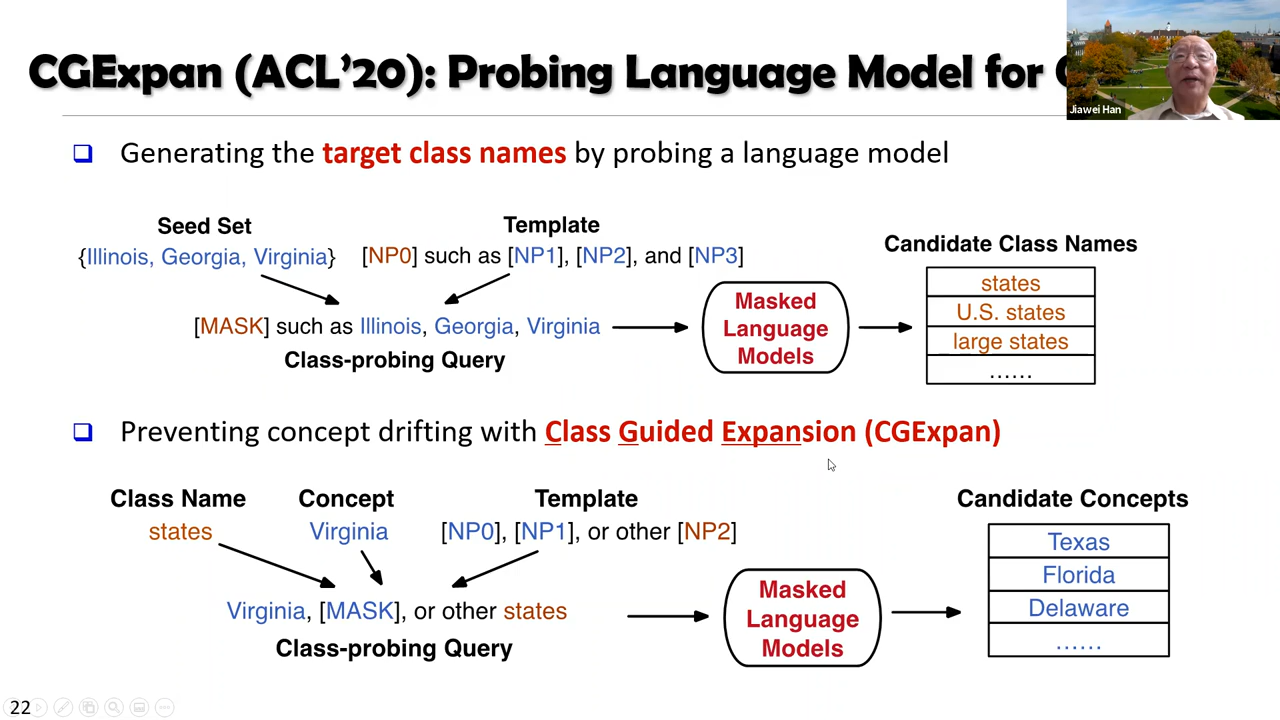 CGExpan (ACL'20): Probing Language Model for
Jiawei Han
Generating the target class names by probing a language model
Seed Set
{Illinois, Georgia, Virginia}
Template
[NP0] such as [NP1], [NP2], and [NP3]
[MASK] such as Illinois, Georgia, Virginia
Class-probing Query
Masked
Language
Models
Candidate Class Names
states
U.S. states
large states
......
Preventing concept drifting with Class Guided Expansion (CGExpan)
Class Name
states
Concept
Virginia
Template
[NP0], [NP1], or other [NP2]
Virginia, [MASK], or other states
Class-probing Query
Masked
Language
Models
Candidate Concepts
Texas
Florida
Delaware
......
22